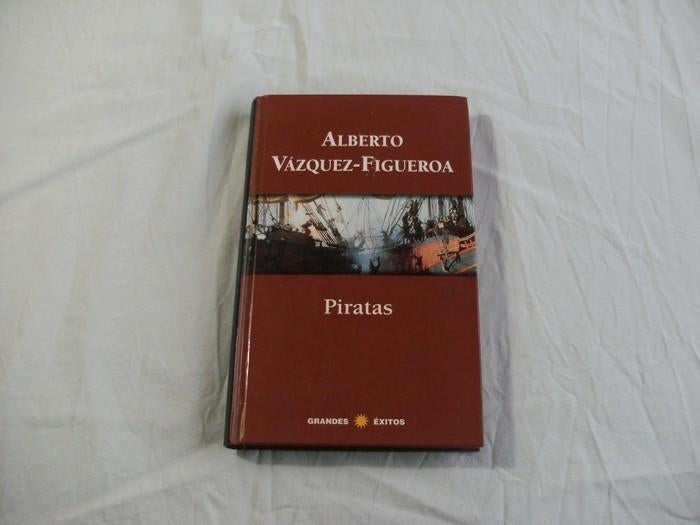 ALBERTO
VÁZQUEZ-FIGUEROA
Piratas
GRANDES ÉXITOS